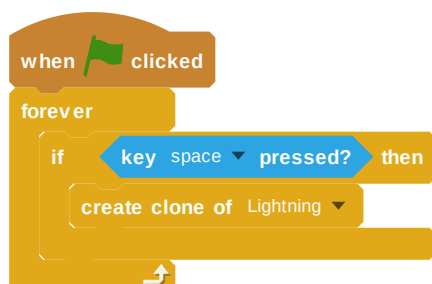 when clicked
forever
if key space pressed? then
create clone of Lightning